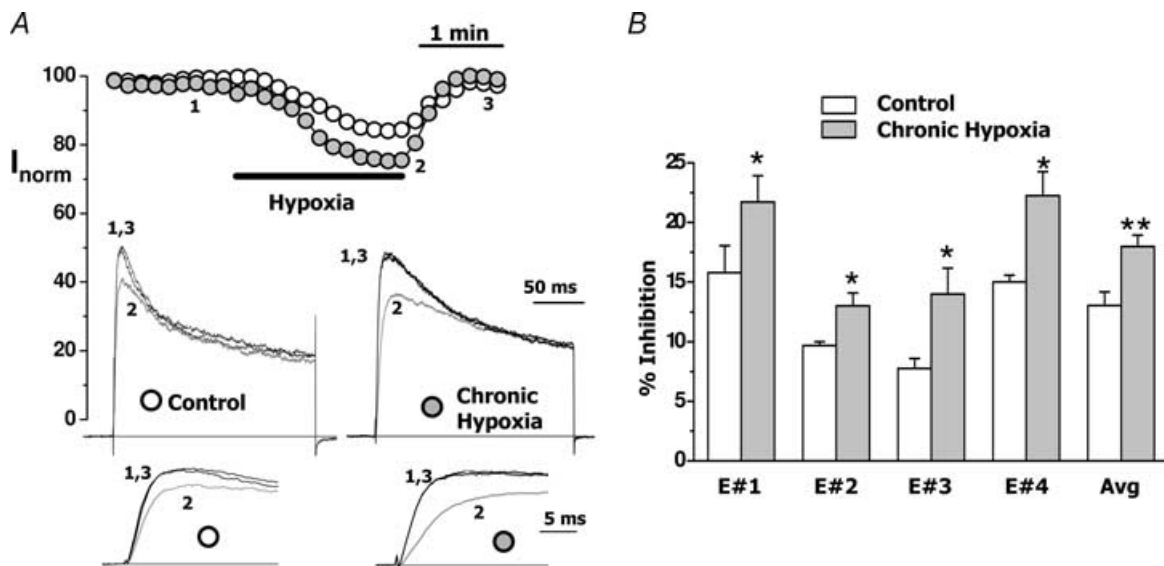 A
1 min
100
80
60
40
20
0
I norm
1
2
3
Hypoxia
1,3
2
1,3
2
50 ms
Control
Chronic
Hypoxia
1,3
2
1,3
2
5 ms
B
Control
Chronic Hypoxia
% Inhibition
25
20
15
10
5
0
*
*
*
*
**
E#1 E#2 E#3 E#4 Avg